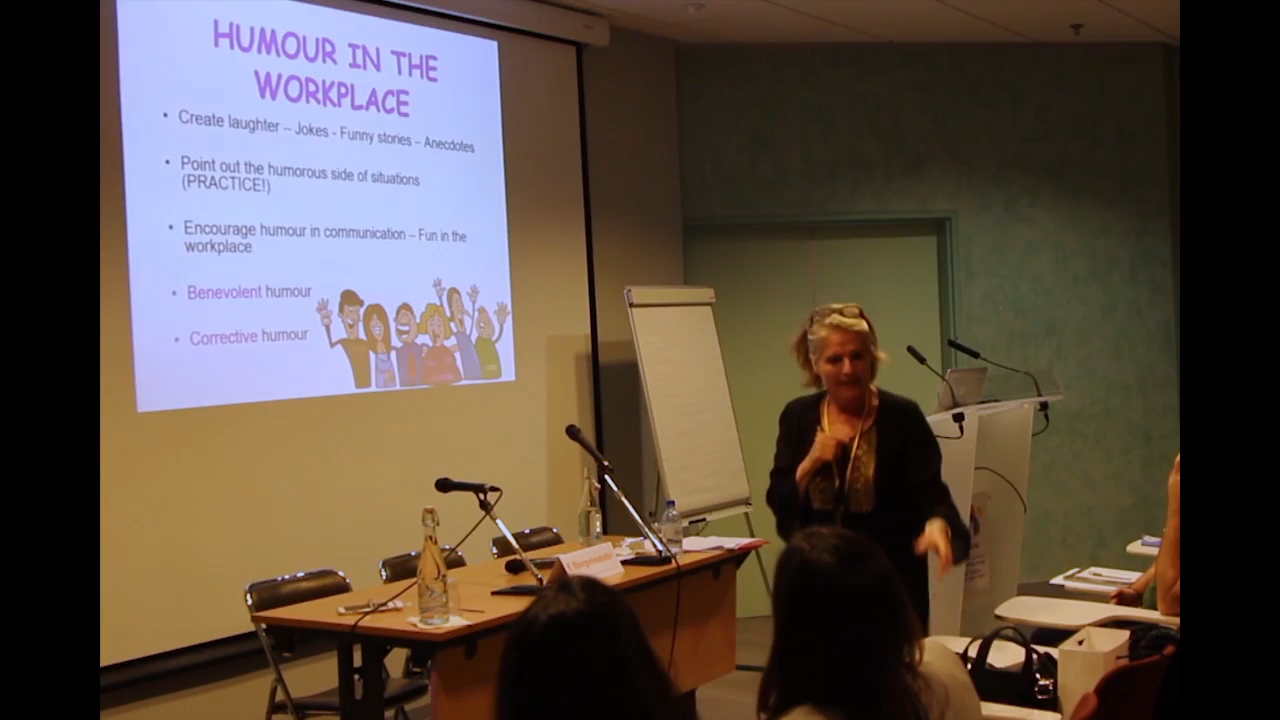 HUMOUR IN THE
WORKPLACE
• Create laughter – Jokes - Funny stories – Anecdotes
• Point out the humorous side of situations
(PRACTICE!)
• Encourage humour in communication – Fun in the
workplace
• Benevolent humour
• Corrective humour